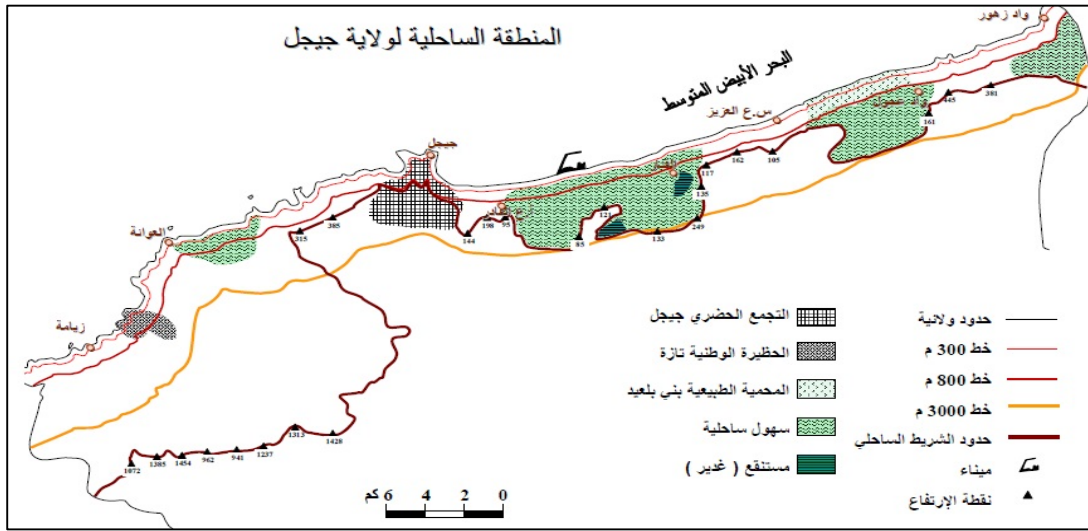 المنطقة الساحلية لولاية جيجل
البحر الأبيض المتوسط
واد زهور
س.ع العزيز
جيجل
العوانة
زيامة
445
381
161
162
105
117
135
249
133
121
85
95
198
144
385
315
1313
1428
1237
941
962
1454
1385
1072
التجمع الحضري جيجل
الحظيرة الوطنية تازة
المحمية الطبيعية بني بلعيد
سهول ساحلية
مستنقع ( غدير )
حدود ولائية
خط 300 م
خط 800 م
خط 3000 م
حدود الشريط الساحلي
ميناء
نقطة الإرتفاع
0 2 4 6 كم